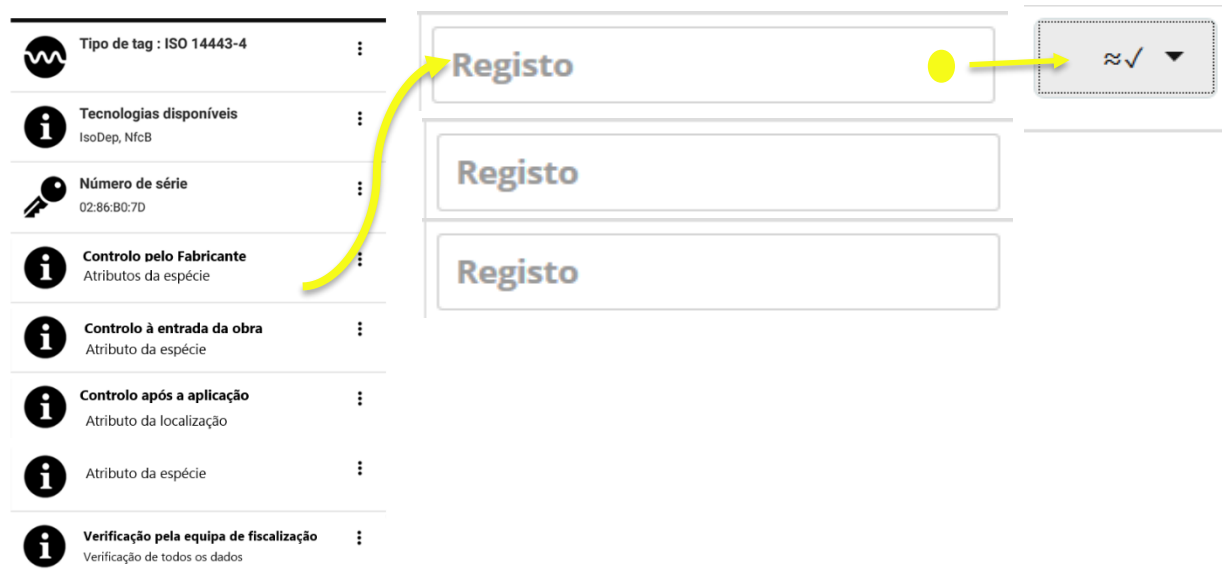 Tipo de tag : ISO 14443-4
Tecnologias disponíveis
IsoDep, NfcB
Número de série
02:86:B0:7D
Controlo pelo Fabricante
Atributos da espécie
Controlo à entrada da obra
Atributo da espécie
Controlo após a aplicação
Atributo da localização
Atributo da espécie
Verificação pela equipa de fiscalização
Verificação de todos os dados
Registo
Registo
Registo
≈✓